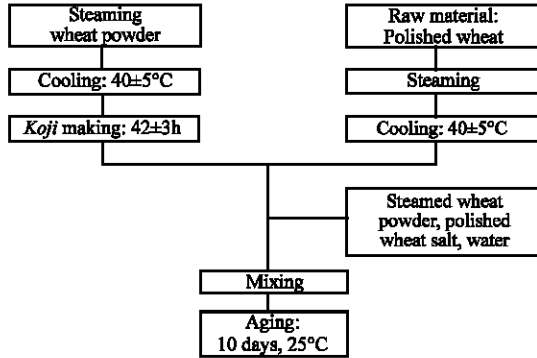 Steaming
wheat powder
Cooling: 40±5°C
Koji making: 42±3h
Raw material:
Polished wheat
Steaming
Cooling: 40±5°C
Steamed wheat
powder, polished
wheat salt, water
Mixing
Aging:
10 days, 25°C